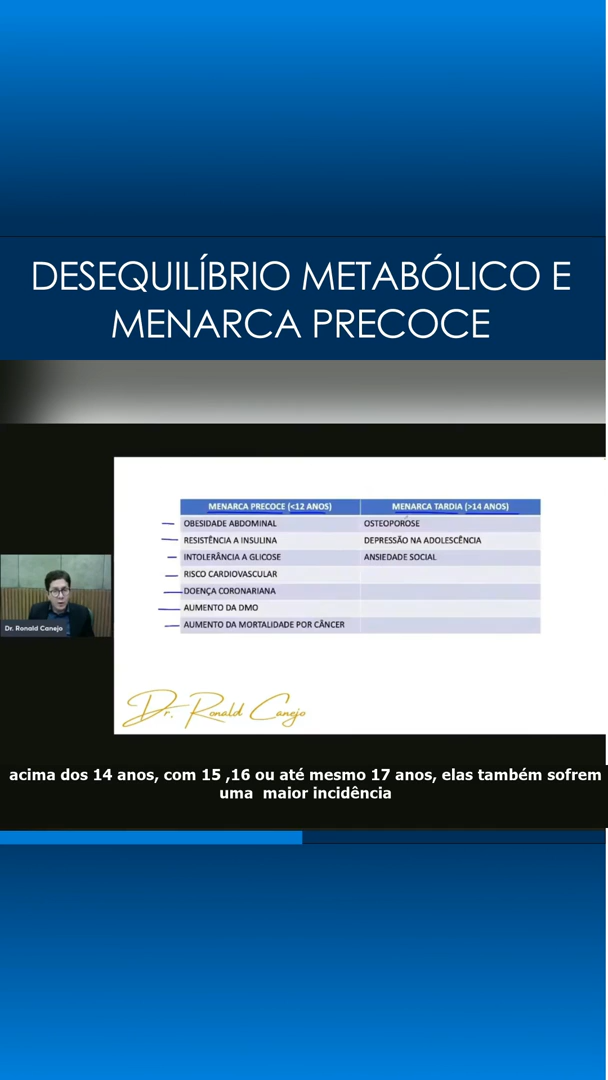 DESEQUILÍBRIO METABÓLICO E
MENARCA PRECOCE
MENARCA PRECOCE (<12 ANOS) MENARCA TARDIA (>14 ANOS)
OBESIDADE ABDOMINAL OSTEOPOROSE
RESISTÊNCIA A INSULINA DEPRESSÃO NA ADOLESCÊNCIA
INTOLERÂNCIA A GLICOSE ANSIEDADE SOCIAL
RISCO CARDIOVASCULAR
DOENÇA CORONARIANA
AUMENTO DA DMO
AUMENTO DA MORTALIDADE POR CÂNCER
Dr. Ronald Canejo
Dr. Ronald Canejo
acima dos 14 anos, com 15 ,16 ou até mesmo 17 anos, elas também sofrem
uma maior incidência